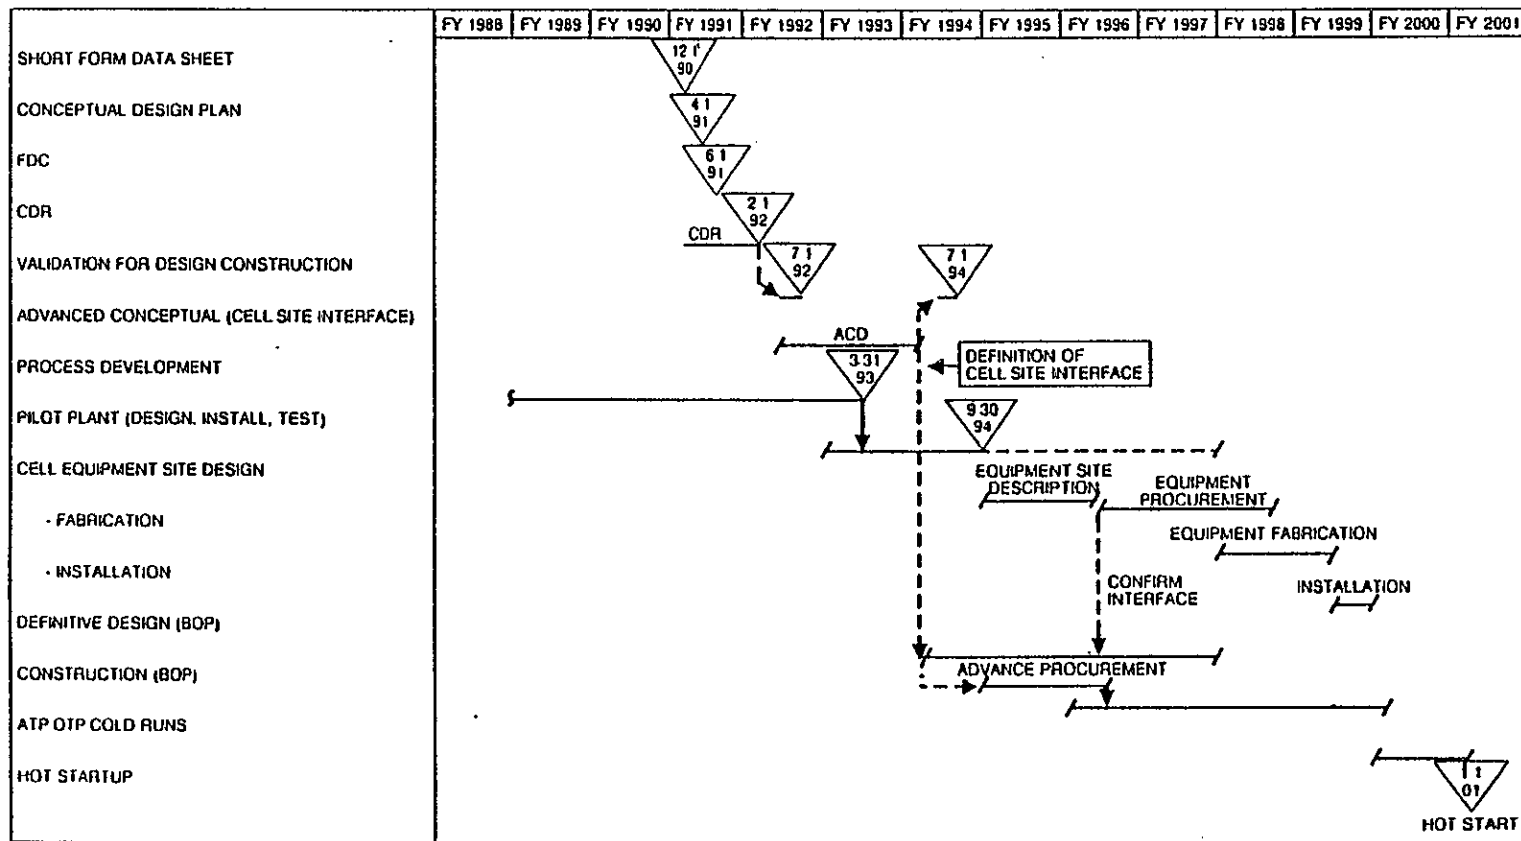 FY 1988 FY 1989 FY 1990 FY 1991 FY 1992 FY 1993 FY 1994 FY 1995 FY 1996 FY 1997 FY 1998 FY 1999 FY 2000 FY 2001
SHORT FORM DATA SHEET
12 1
90
CONCEPTUAL DESIGN PLAN
4 1
91
FDC
6 1
91
CDR
2 1
92
CDR
VALIDATION FOR DESIGN CONSTRUCTION
7 1
92
7 1
94
ADVANCED CONCEPTUAL (CELL SITE INTERFACE)
ACD
PROCESS DEVELOPMENT
3 31
93
DEFINITION OF
CELL SITE INTERFACE
PILOT PLANT (DESIGN, INSTALL, TEST)
9 30
94
CELL EQUIPMENT SITE DESIGN
EQUIPMENT SITE
DESCRIPTION
EQUIPMENT
PROCUREMENT
- FABRICATION
EQUIPMENT FABRICATION
- INSTALLATION
CONFIRM
INTERFACE
INSTALLATION
DEFINITIVE DESIGN (BOP)
CONSTRUCTION (BOP)
ADVANCE PROCUREMENT
ATP OTP COLD RUNS
HOT STARTUP
1 1
01
HOT START